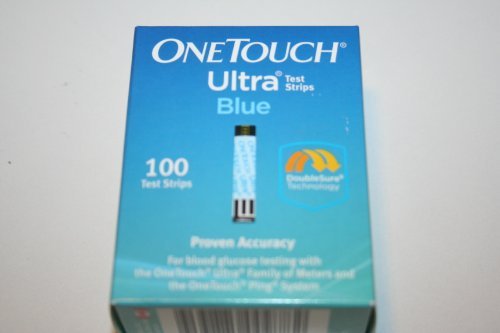 ONETOUCH®
Ultra® Test Strips
Blue
100
Test Strips
DoubleSure®
Technology
Proven Accuracy
For blood glucose testing with
the OneTouch® Ultra® Family of Meters and
the OneTouch® Ping® System